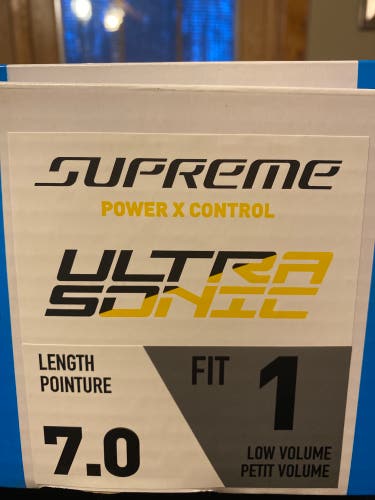 SUPREME
POWER X CONTROL
ULTRA
SONIC
LENGTH
POINTURE
7.0
FIT 1
LOW VOLUME
PETIT VOLUME